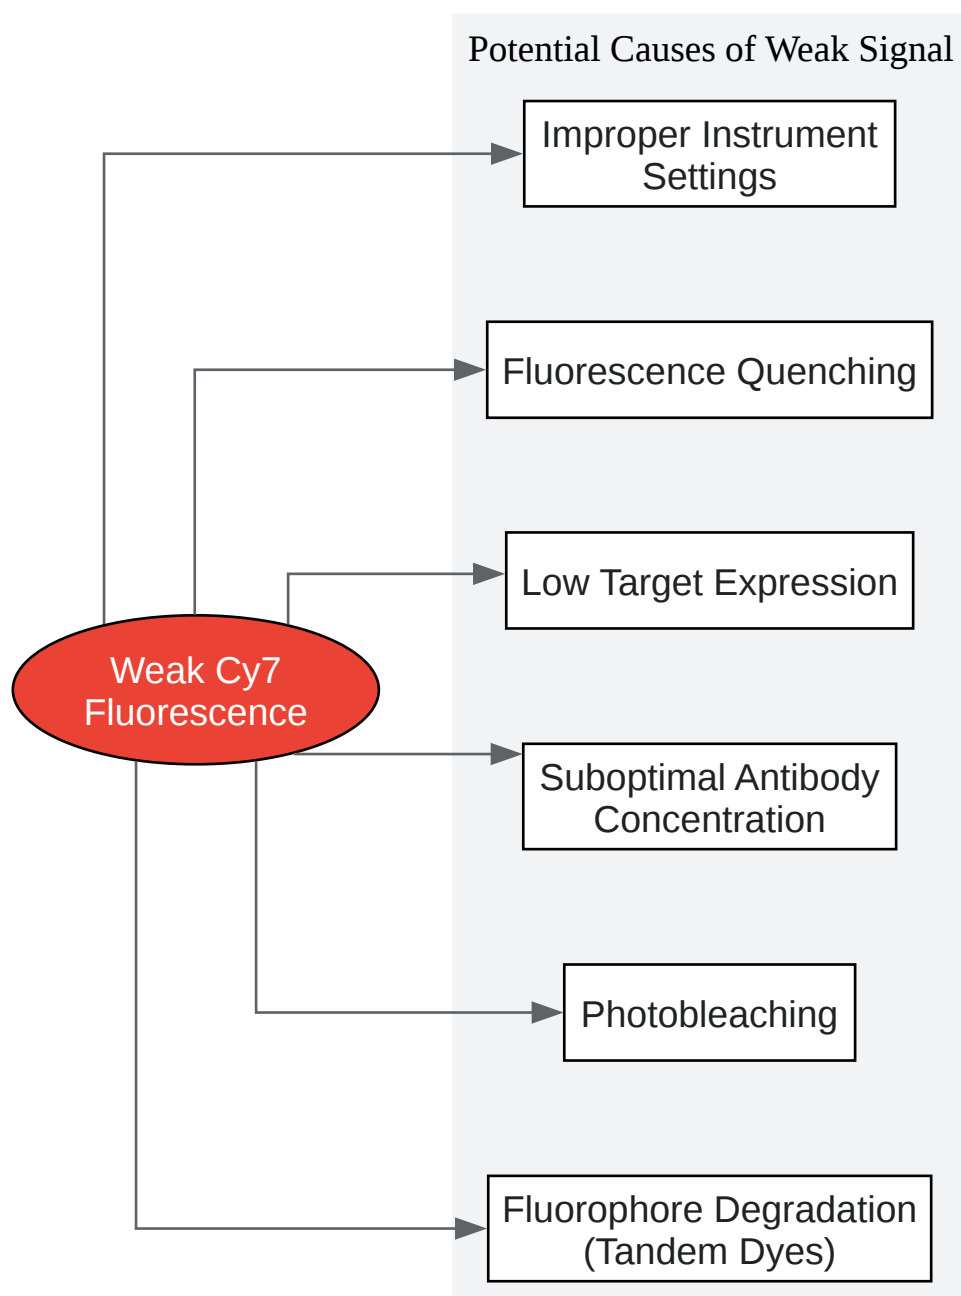 Potential Causes of Weak Signal
Improper Instrument
Settings
Fluorescence Quenching
Low Target Expression
Weak Cy7
Fluorescence
Suboptimal Antibody
Concentration
Photobleaching
Fluorophore Degradation
(Tandem Dyes)